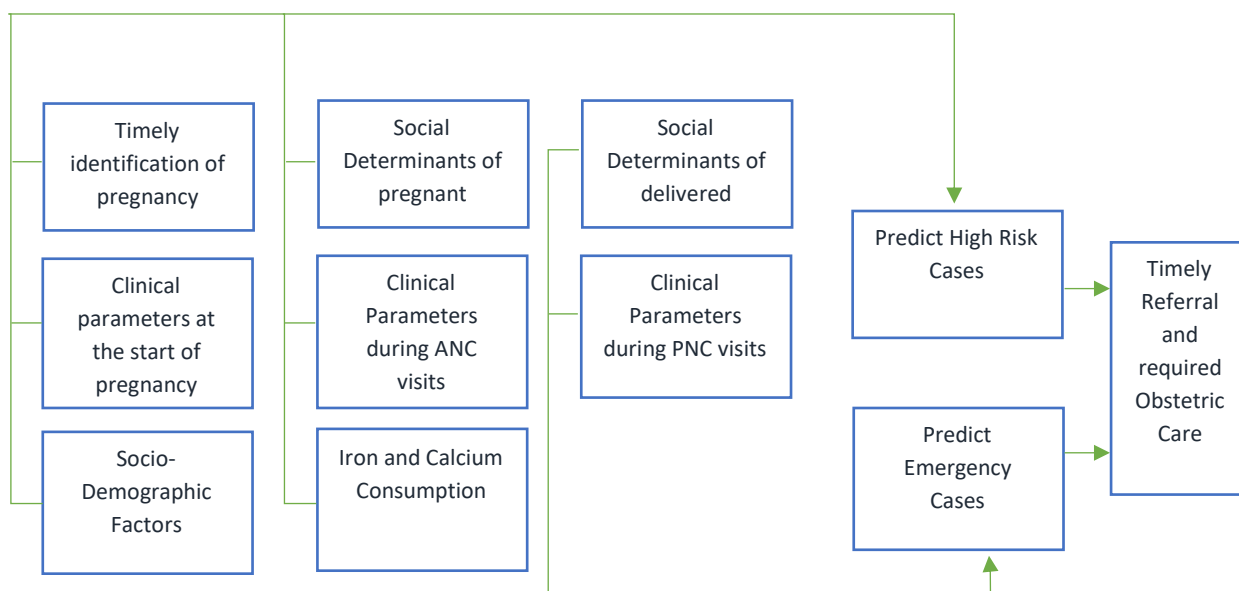 Timely
identification of
pregnancy
Social
Determinants of
pregnant
Social
Determinants of
delivered
Clinical
parameters at
the start of
pregnancy
Clinical
Parameters
during ANC
visits
Clinical
Parameters
during PNC visits
Socio-
Demographic
Factors
Iron and Calcium
Consumption
Predict High Risk
Cases
Predict
Emergency
Cases
Timely
Referral
and
required
Obstetric
Care